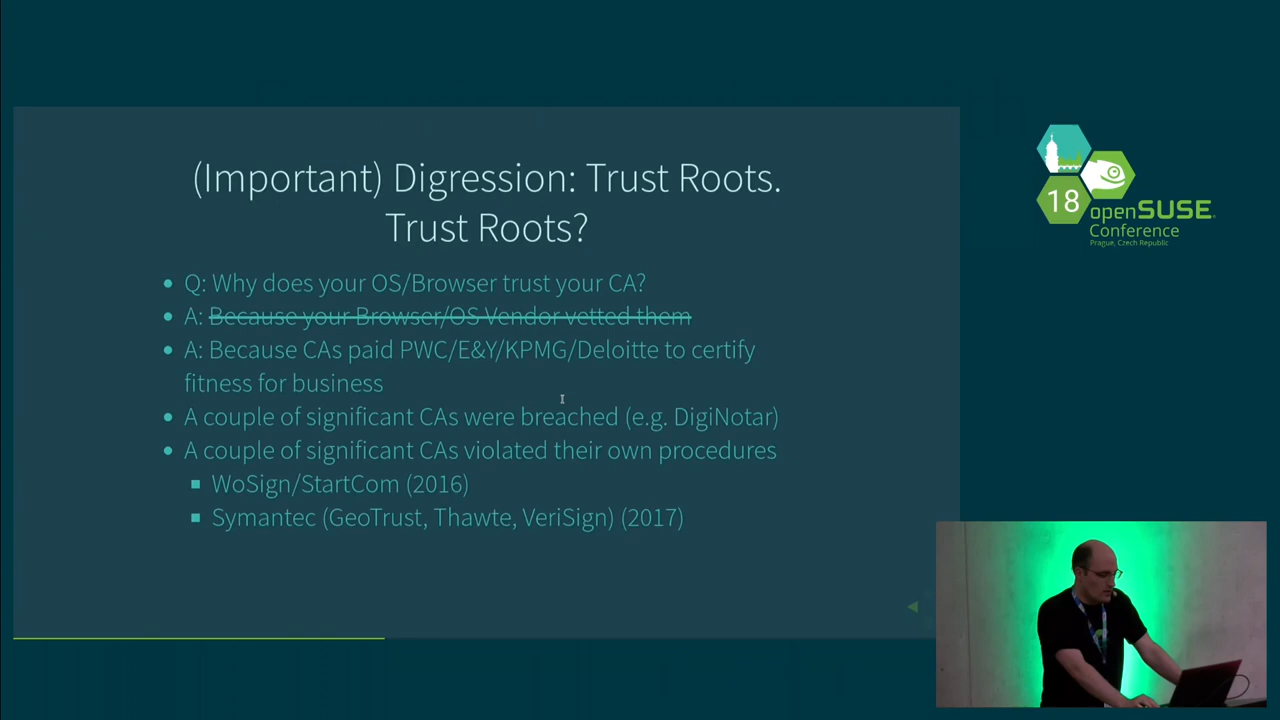 (Important) Digression: Trust Roots.
Trust Roots?
Q: Why does your OS/Browser trust your CA?
A: Because your Browser/OS Vendor vetted them
A: Because CAs paid PWC/E&Y/KPMG/Deloitte to certify
fitness for business
A couple of significant CAs were breached (e.g. DigiNotar)
A couple of significant CAs violated their own procedures
WoSign/StartCom (2016)
Symantec (GeoTrust, Thawte, VeriSign) (2017)
18
openSUSE
Conference
Prague, Czech Republic